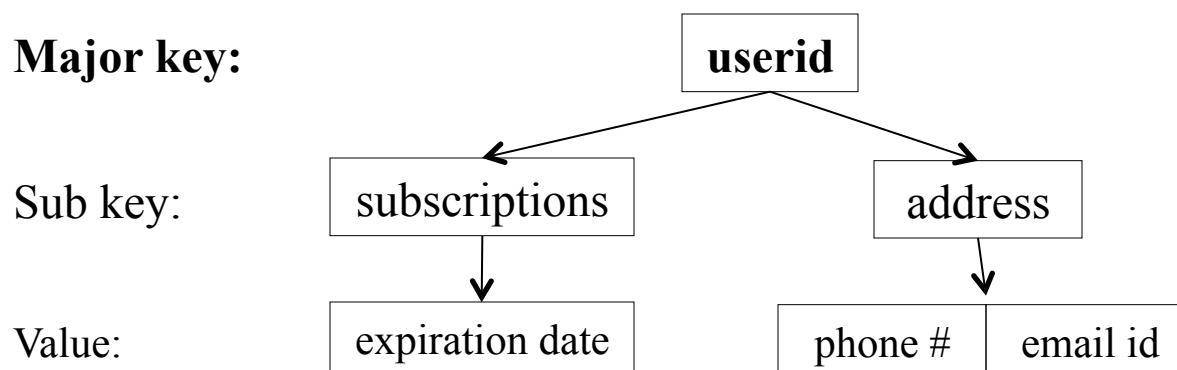 Major key: userid
Sub key: subscriptions address
Value: expiration date phone # email id